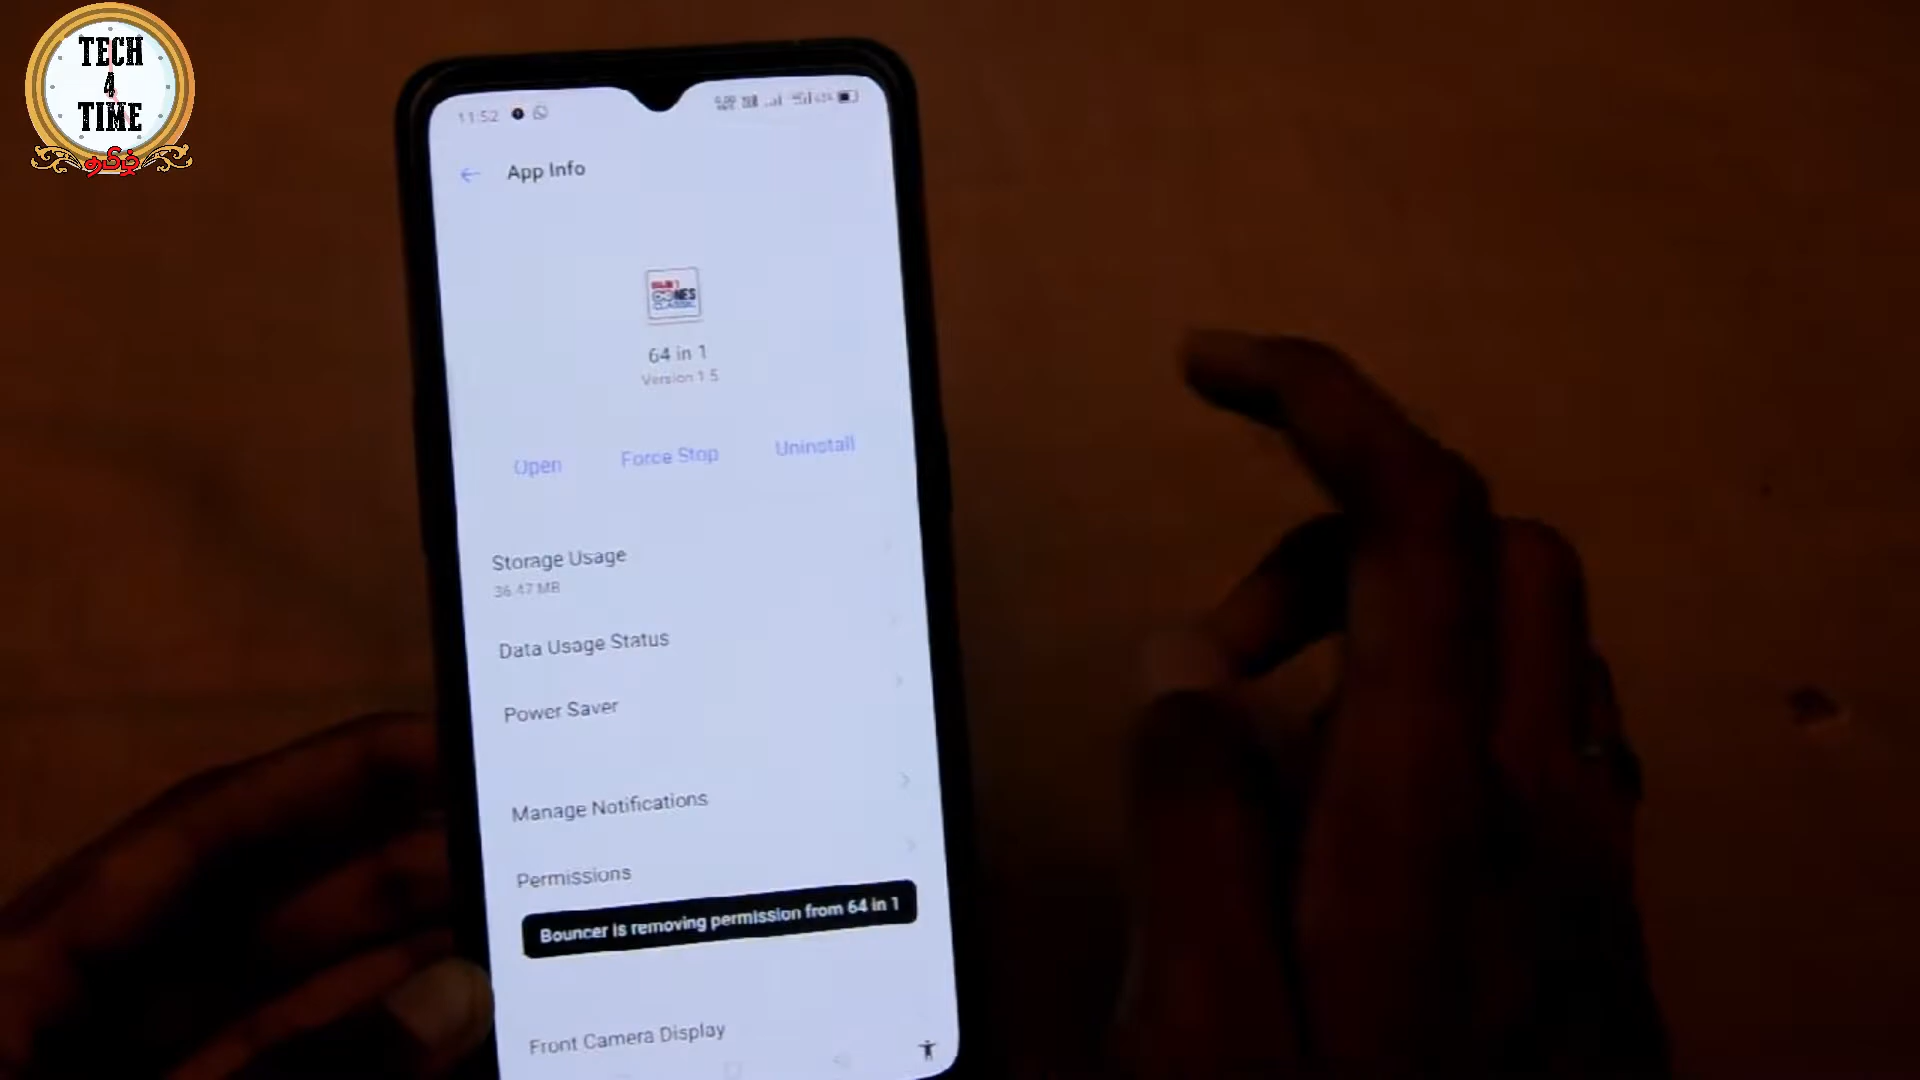 TECH
4
TIME
தமிழ்
11:52
App Info
64 in 1
Version 1.5
Open
Force Stop
Uninstall
Storage Usage
36.47 MB
Data Usage Status
Power Saver
Manage Notifications
Permissions
Bouncer is removing permission from 64 in 1
Front Camera Display